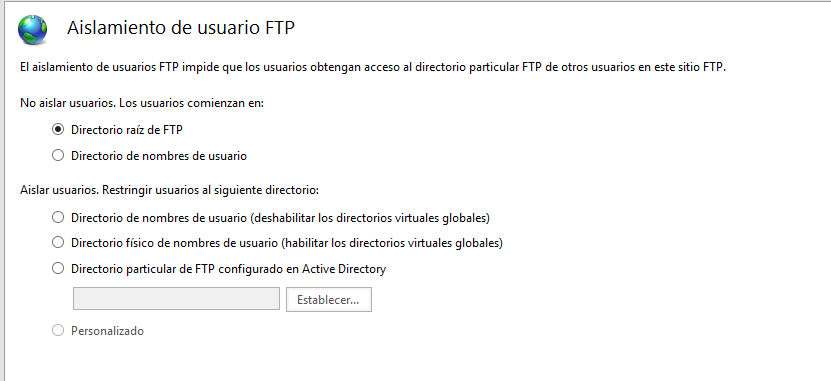 Aislamiento de usuario FTP
El aislamiento de usuarios FTP impide que los usuarios obtengan acceso al directorio particular FTP de otros usuarios en este sitio FTP.
No aislar usuarios. Los usuarios comienzan en:
Directorio raíz de FTP
Directorio de nombres de usuario
Aislar usuarios. Restringir usuarios al siguiente directorio:
Directorio de nombres de usuario (deshabilitar los directorios virtuales globales)
Directorio físico de nombres de usuario (habilitar los directorios virtuales globales)
Directorio particular de FTP configurado en Active Directory
Establecer...
Personalizado